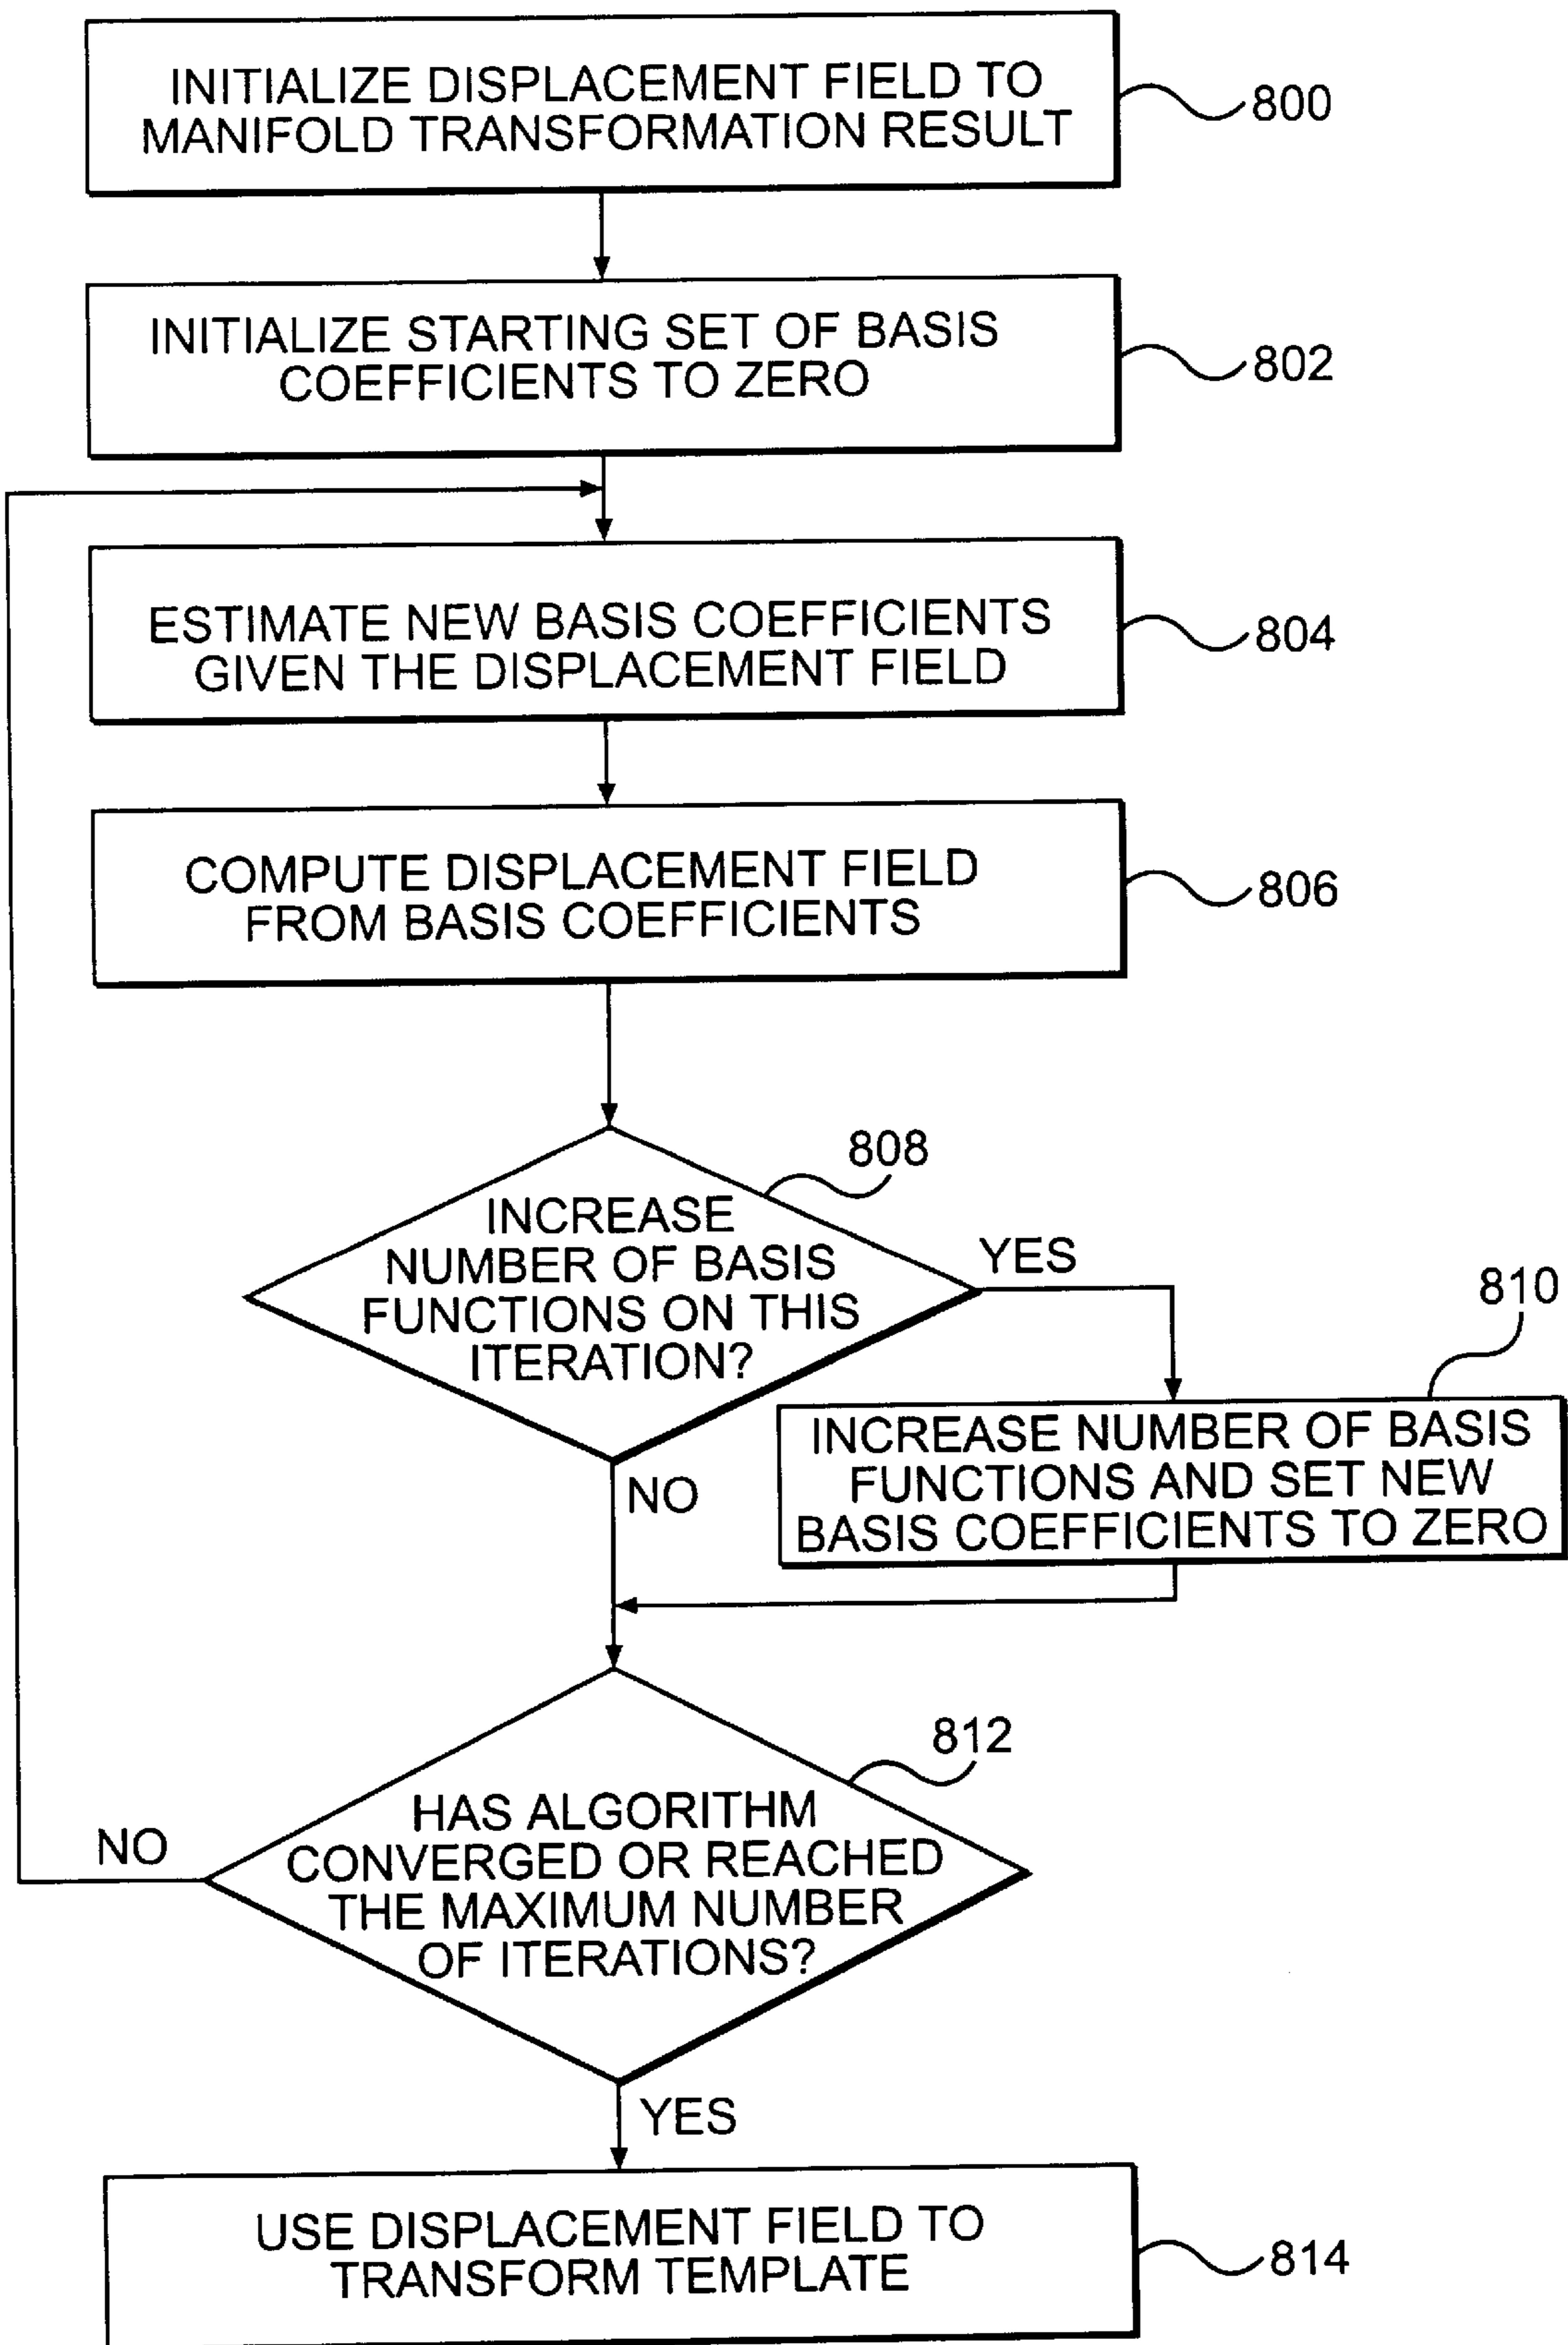 INITIALIZE DISPLACEMENT FIELD TO
MANIFOLD TRANSFORMATION RESULT
800
INITIALIZE STARTING SET OF BASIS
COEFFICIENTS TO ZERO
802
ESTIMATE NEW BASIS COEFFICIENTS
GIVEN THE DISPLACEMENT FIELD
804
COMPUTE DISPLACEMENT FIELD
FROM BASIS COEFFICIENTS
806
808
INCREASE
NUMBER OF BASIS
FUNCTIONS ON THIS
ITERATION?
YES
810
INCREASE NUMBER OF BASIS
FUNCTIONS AND SET NEW
BASIS COEFFICIENTS TO ZERO
NO
812
HAS ALGORITHM
CONVERGED OR REACHED
THE MAXIMUM NUMBER
OF ITERATIONS?
NO
YES
USE DISPLACEMENT FIELD TO
TRANSFORM TEMPLATE
814